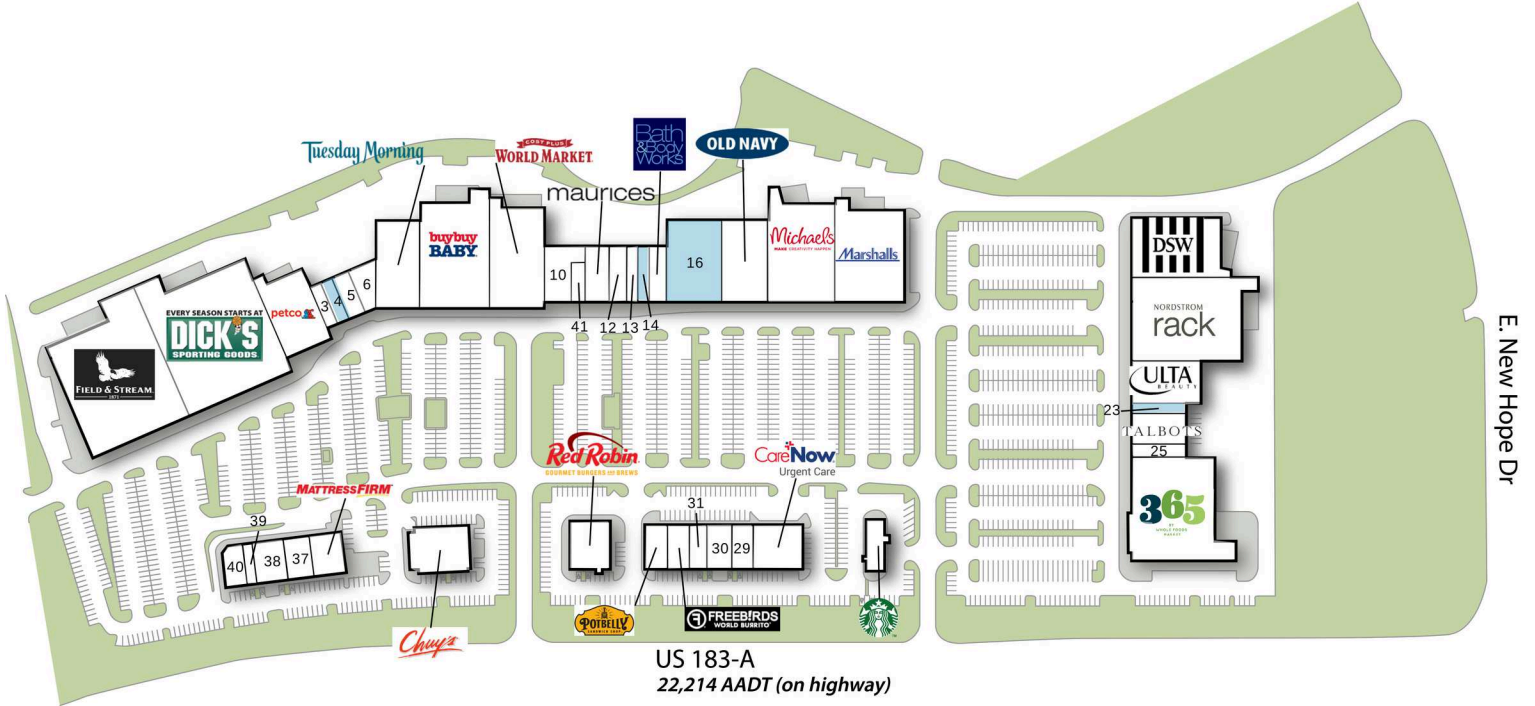 Tuesday Morning
COST PLUS
WORLD MARKET
Bath
&Body
Works
OLD NAVY
maurices
buybuy
BABY
Michaels
MAKE CREATIVITY HAPPEN
Marshalls
DSW
NORDSTROM
rack
ULTA
BEAUTY
23
TALBOTS
25
365
BY
WHOLE FOODS
MARKET
E. New Hope Dr
10
16
6
5
4
3
petco
EVERY SEASON STARTS AT
DICK'S
SPORTING GOODS
FIELD & STREAM
1871
41
12
13
14
Red Robin
GOURMET BURGERS AND BREWS
CareNow
Urgent Care
MATTRESSFIRM
39
40
38
37
31
30
29
Chuy's
POTBELLY
SANDWICH SHOP
F FREEB!RDS
WORLD BURRITO
US 183-A
22,214 AADT (on highway)